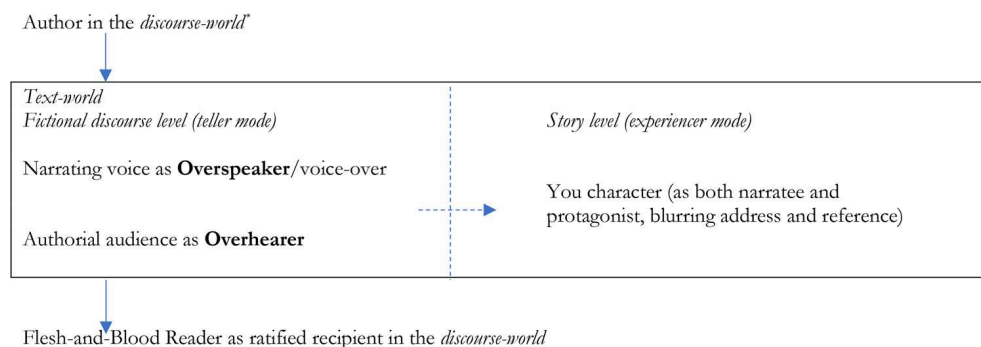 Author in the discourse-world*
Text-world
Fictional discourse level (teller mode)
Story level (experiencer mode)
Narrating voice as Overspeaker/voice-over
You character (as both narratee and
protagonist, blurring address and reference)
Authorial audience as Overhearer
Flesh-and-Blood Reader as ratified recipient in the discourse-world